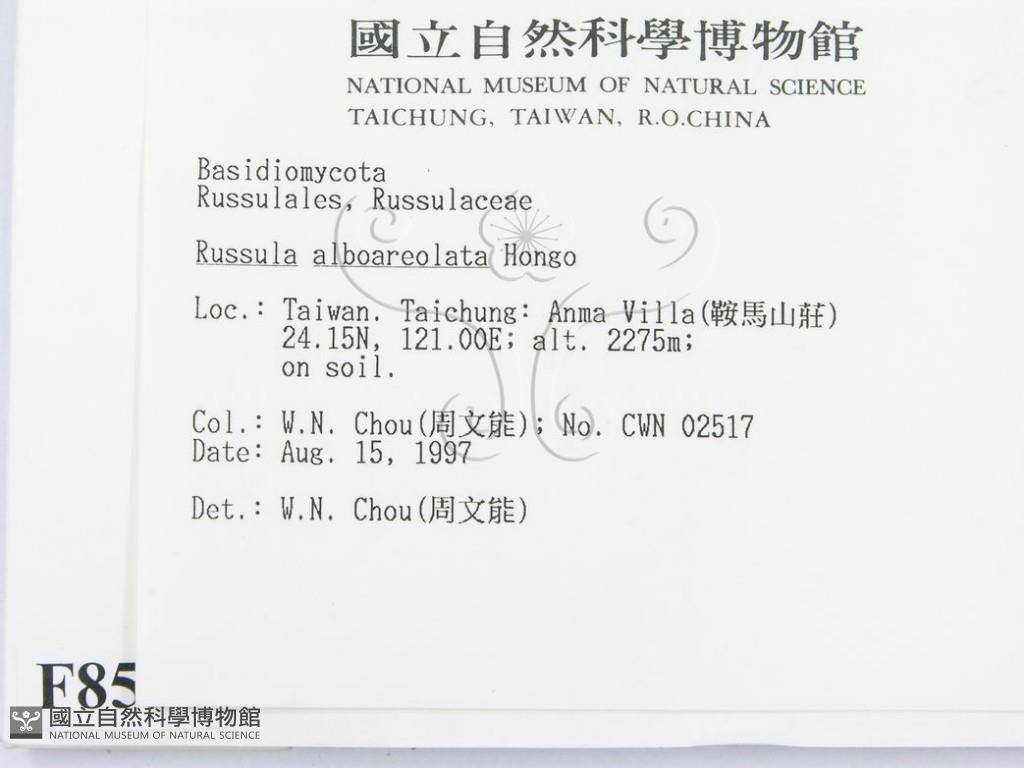 國立自然科學博物館
NATIONAL MUSEUM OF NATURAL SCIENCE
TAICHUNG, TAIWAN, R.O.CHINA
Basidiomycota
Russulales, Russulaceae
Russula alboareolata Hongo
Loc.: Taiwan. Taichung: Anma Villa(鞍馬山莊)
24.15N, 121.00E; alt. 2275m;
on soil.
Col.: W.N. Chou(周文能); No. CWN 02517
Date: Aug. 15, 1997
Det.: W.N. Chou(周文能)
F85
國立自然科學博物館
NATIONAL MUSEUM OF NATURAL SCIENCE